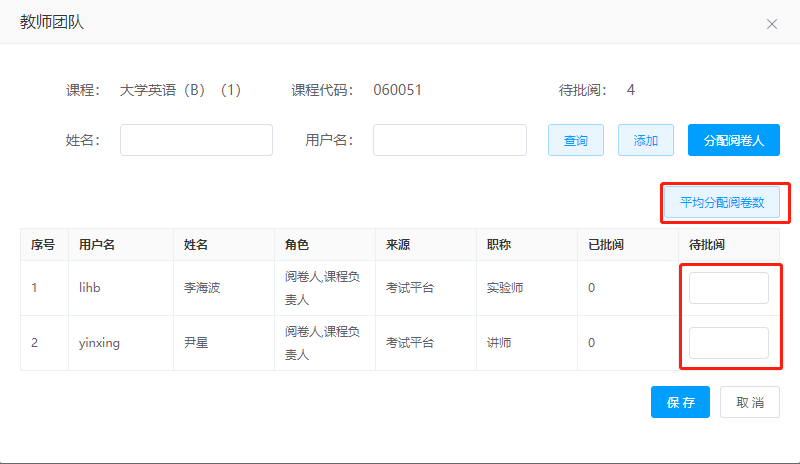 教师团队
课程： 大学英语（B）（1） 课程代码： 060051 待批阅： 4
姓名： 用户名： 查询 添加 分配阅卷人
平均分配阅卷数
序号 用户名 姓名 角色 来源 职称 已批阅 待批阅
1 lihb 李海波 阅卷人,课程负
责人 考试平台 实验师 0
2 yinxing 尹星 阅卷人,课程负
责人 考试平台 讲师 0
保 存 取 消